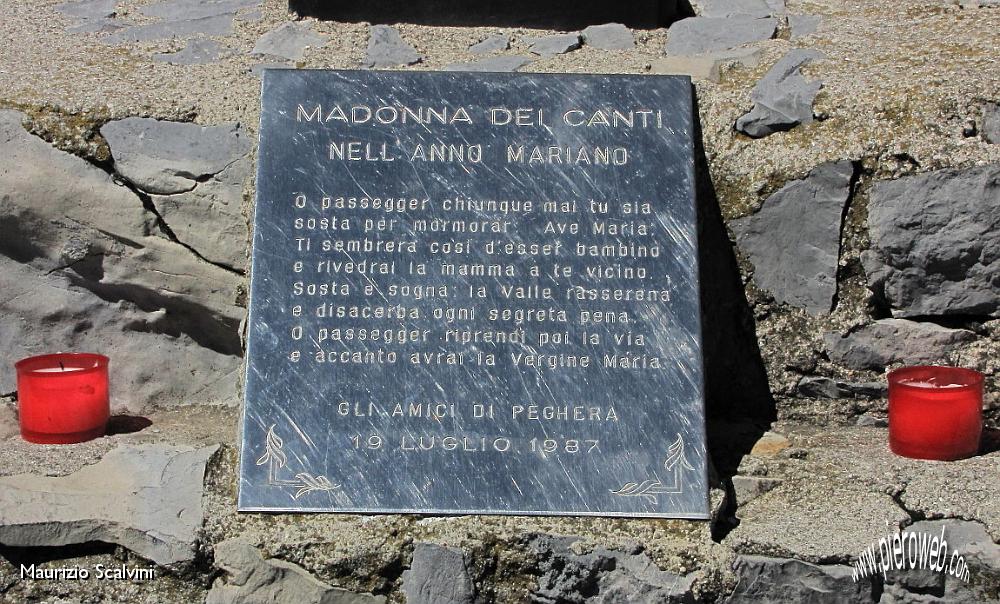 MADONNA DEI CANTI
NELL'ANNO MARIANO
O passegger chiunque mai tu sia
sosta per mormorar: Ave Maria;
Ti sembrerà così d'esser bambino
e rivedrai la mamma a te vicino.
Sosta e sogna: la Valle rasserena
e disacerba ogni segreta pena.
O passegger riprendi poi la via
e accanto avrai la Vergine Maria.
GLI AMICI DI PEGHERA
19 LUGLIO 1987
Maurizio Scalvini
www.pieroweb.com